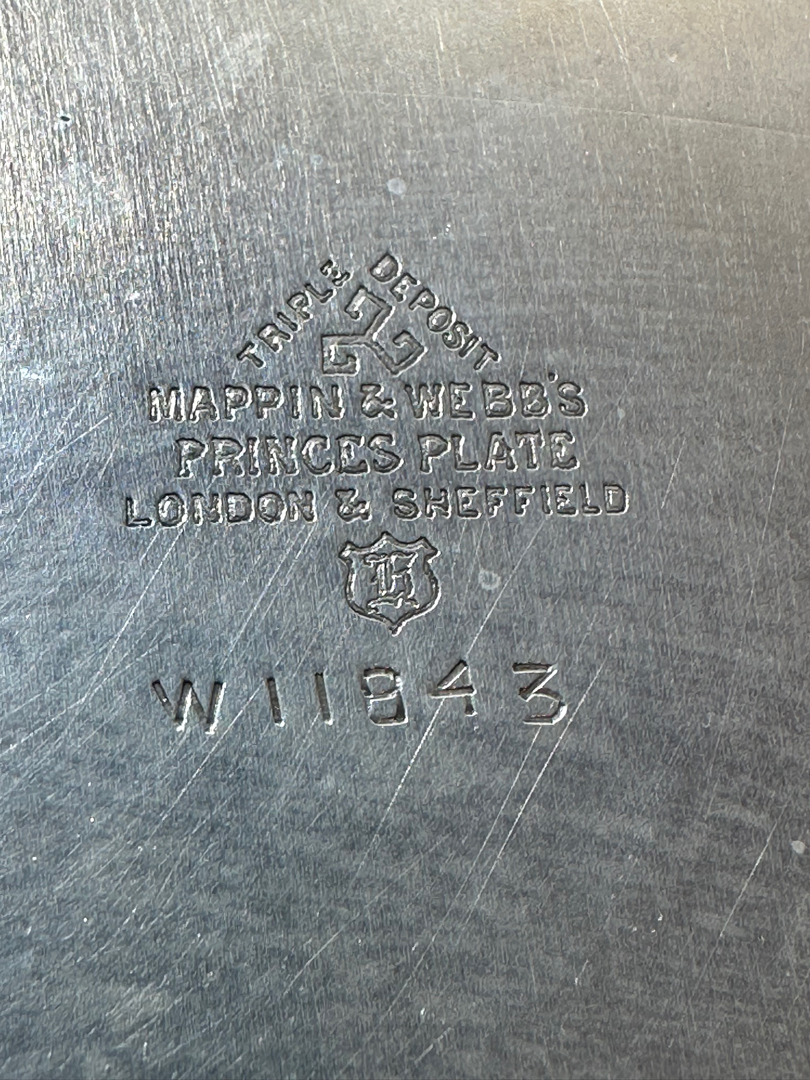 TRIPLE DEPOSIT
MAPPIN & WEBB'S
PRINCES PLATE
LONDON & SHEFFIELD
W11843